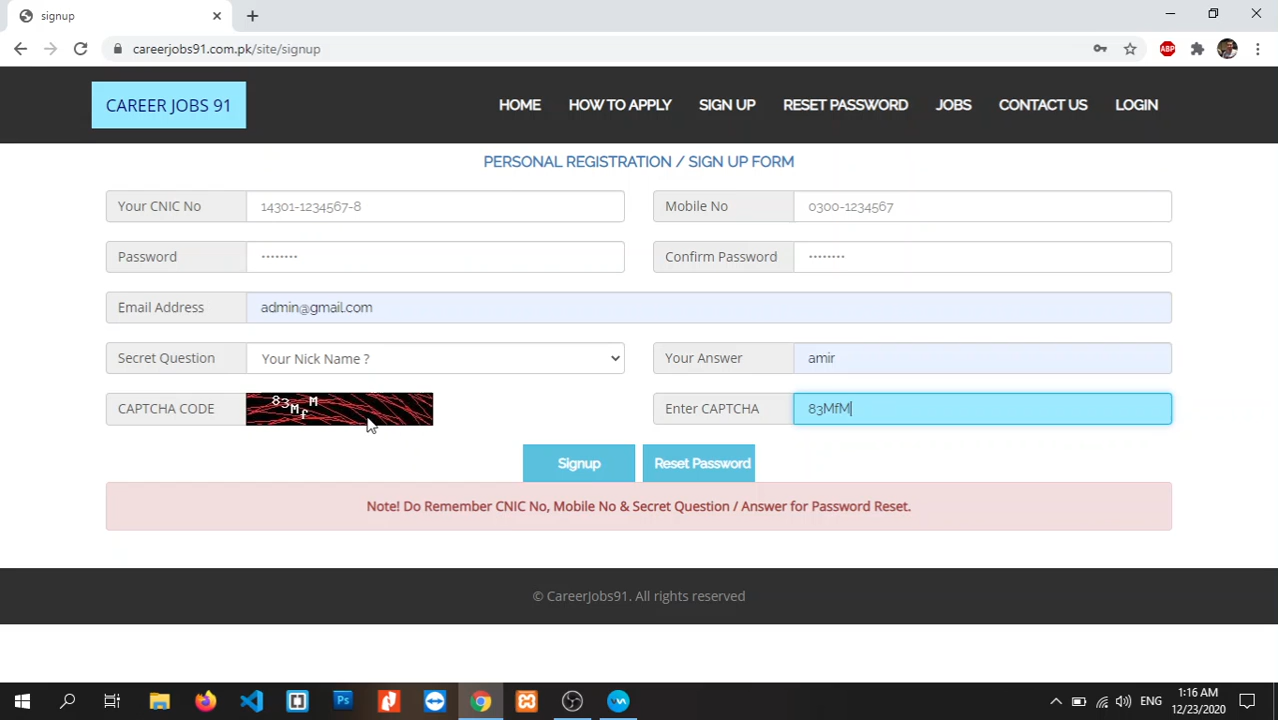 signup
careerjobs91.com.pk/site/signup
ABP
CAREER JOBS 91
HOME HOW TO APPLY SIGN UP RESET PASSWORD JOBS CONTACT US LOGIN
PERSONAL REGISTRATION / SIGN UP FORM
Your CNIC No 14301-1234567-8 Mobile No 0300-1234567
Password •••••••• Confirm Password ••••••••
Email Address admin@gmail.com
Secret Question Your Nick Name ? Your Answer amir
CAPTCHA CODE 83MfM Enter CAPTCHA 83MfM
Signup Reset Password
Note! Do Remember CNIC No, Mobile No & Secret Question / Answer for Password Reset.
© CareerJobs91. All rights reserved
Ps
ENG
1:16 AM
12/23/2020